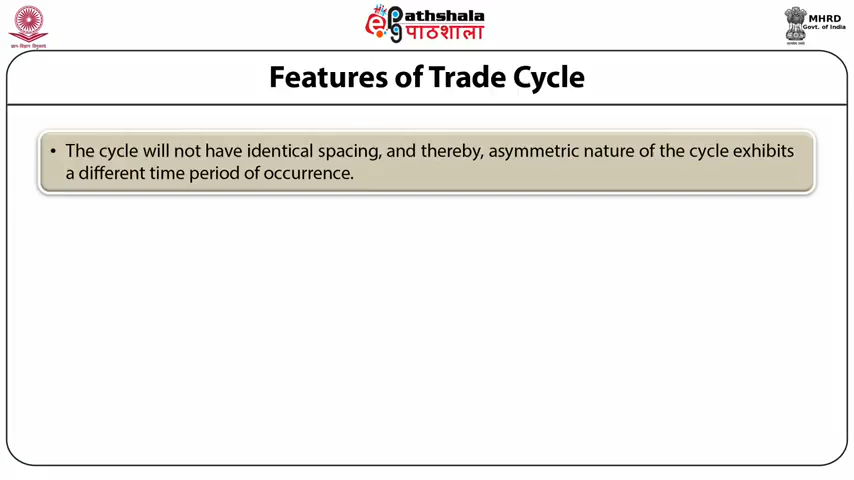 ePathshala
पाठशाला
MHRD
Govt. of India
Features of Trade Cycle
• The cycle will not have identical spacing, and thereby, asymmetric nature of the cycle exhibits
a different time period of occurrence.